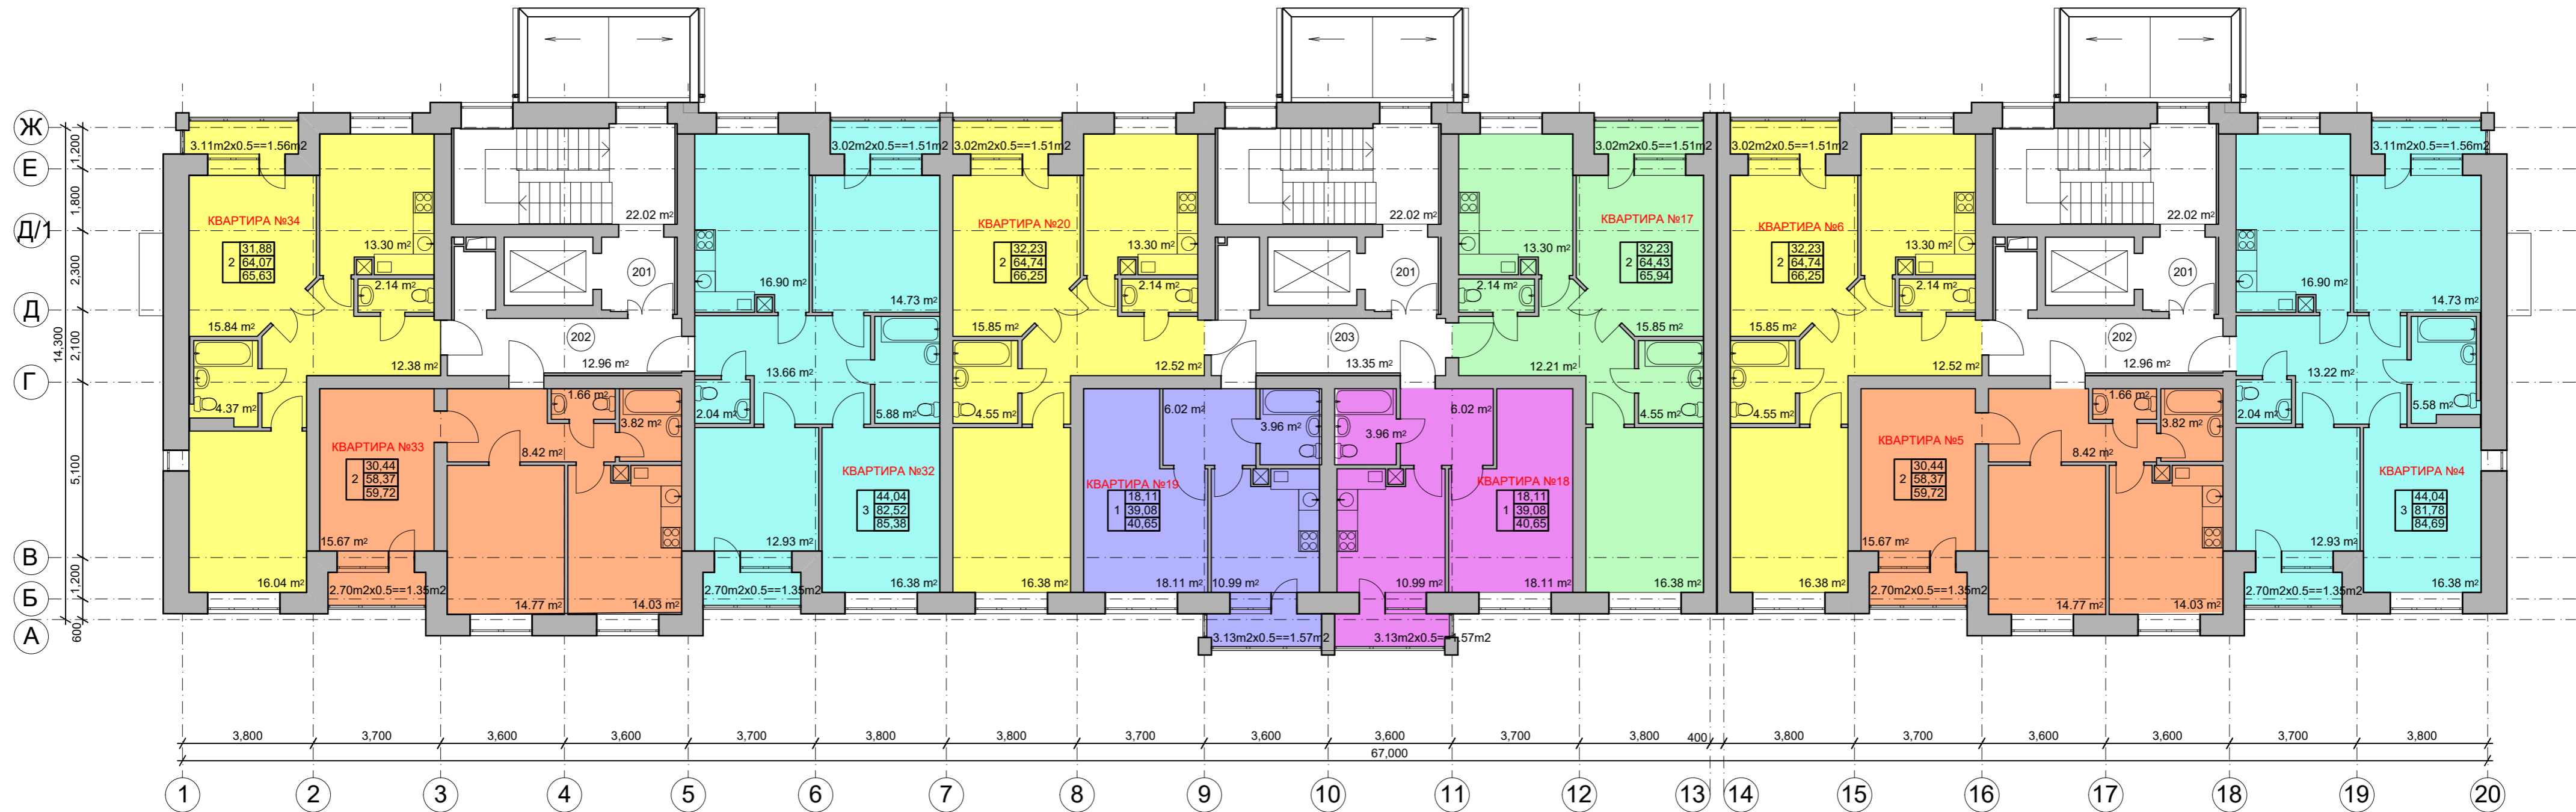 Ж
Е
Д/1
Д
Г
В
Б
А
1,200
1,800
2,300
2,100
5,100
1,200
600
14,300
3.11m2x0.5==1.56m2
КВАРТИРА №34
2
31,88
64,07
65,63
13.30 m²
2.14 m²
15.84 m²
12.38 m²
4.37 m²
16.04 m²
22.02 m²
201
202
12.96 m²
КВАРТИРА №33
2
30,44
58,37
59,72
1.66 m²
3.82 m²
8.42 m²
15.67 m²
2.70m2x0.5==1.35m2
14.77 m²
14.03 m²
3.02m2x0.5==1.51m2
16.90 m²
14.73 m²
13.66 m²
2.04 m²
5.88 m²
КВАРТИРА №32
3
44,04
82,52
85,38
12.93 m²
2.70m2x0.5==1.35m2
16.38 m²
3.02m2x0.5==1.51m2
КВАРТИРА №20
2
32,23
64,74
66,25
13.30 m²
2.14 m²
15.85 m²
12.52 m²
4.55 m²
16.38 m²
22.02 m²
201
203
13.35 m²
6.02 m²
3.96 m²
КВАРТИРА №19
1
18,11
39,08
40,65
18.11 m²
10.99 m²
3.13m2x0.5==1.57m2
6.02 m²
3.96 m²
КВАРТИРА №18
1
18,11
39,08
40,65
10.99 m²
18.11 m²
3.13m2x0.5==1.57m2
3.02m2x0.5==1.51m2
КВАРТИРА №17
2
32,23
64,43
65,94
13.30 m²
2.14 m²
15.85 m²
12.21 m²
4.55 m²
16.38 m²
3.02m2x0.5==1.51m2
КВАРТИРА №6
2
32,23
64,74
66,25
13.30 m²
2.14 m²
15.85 m²
12.52 m²
4.55 m²
16.38 m²
22.02 m²
201
202
12.96 m²
КВАРТИРА №5
2
30,44
58,37
59,72
1.66 m²
3.82 m²
8.42 m²
15.67 m²
2.70m2x0.5==1.35m2
14.77 m²
14.03 m²
3.11m2x0.5==1.56m2
16.90 m²
14.73 m²
13.22 m²
2.04 m²
5.58 m²
КВАРТИРА №4
3
44,04
81,78
84,69
12.93 m²
2.70m2x0.5==1.35m2
16.38 m²
3,800
3,700
3,600
3,600
3,700
3,800
3,800
3,700
3,600
3,600
3,700
3,800
400
3,800
3,700
3,600
3,600
3,700
3,800
67,000
1
2
3
4
5
6
7
8
9
10
11
12
13
14
15
16
17
18
19
20